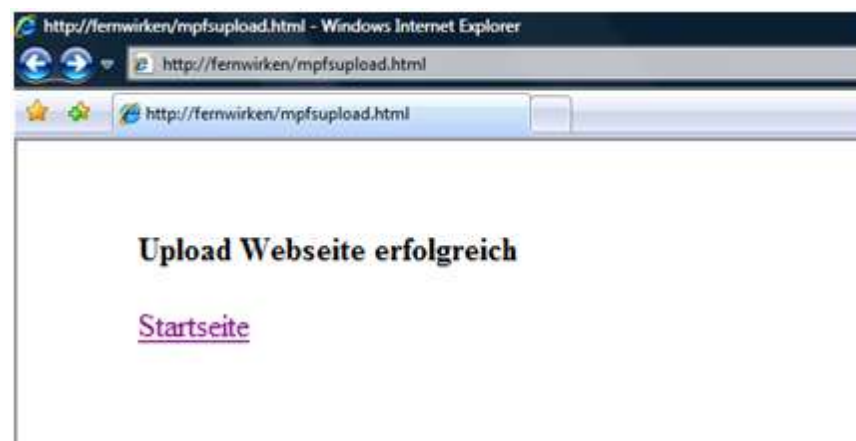 http://fernwirken/mpfsupload.html - Windows Internet Explorer
http://fernwirken/mpfsupload.html
http://fernwirken/mpfsupload.html
Upload Webseite erfolgreich
Startseite